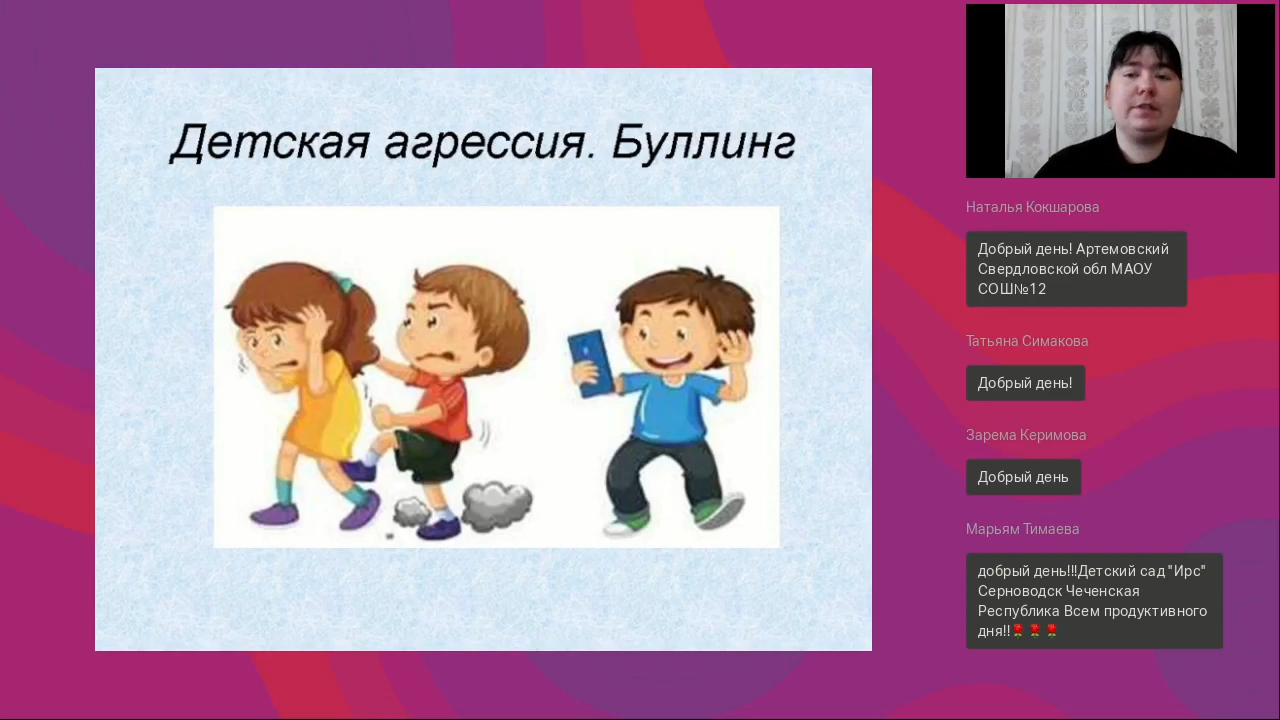 Детская агрессия. Буллинг
Наталья Кокшарова
Добрый день! Артемовский
Свердловской обл МАОУ
СОШ№12
Татьяна Симакова
Добрый день!
Зарема Керимова
Добрый день
Марьям Тимаева
добрый день!!!Детский сад "Ирс"
Серноводск Чеченская
Республика Всем продуктивного
дня!!🌹🌹🌹